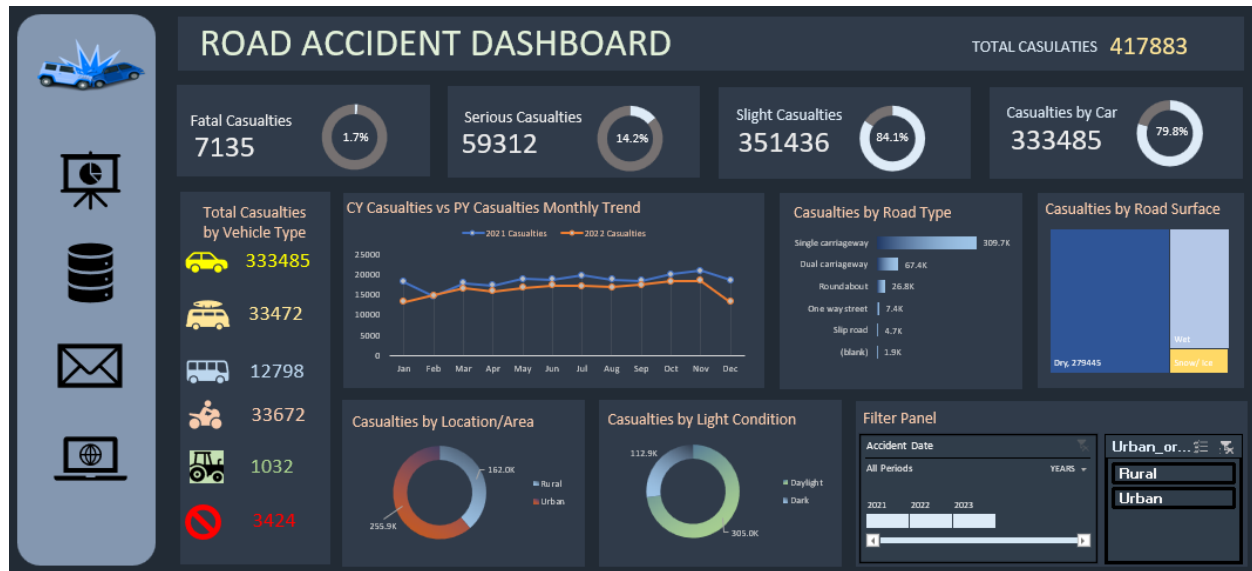 ROAD ACCIDENT DASHBOARD
TOTAL CASULATIES 417883
Fatal Casualties
7135
1.7%
Serious Casualties
59312
14.2%
Slight Casualties
351436
84.1%
Casualties by Car
333485
79.8%
Total Casualties
by Vehicle Type
333485
33472
12798
33672
1032
3424
CY Casualties vs PY Casualties Monthly Trend
2021 Casualties
2022 Casualties
25000
20000
15000
10000
5000
0
Jan Feb Mar Apr May Jun Jul Aug Sep Oct Nov Dec
Casualties by Road Type
Single carriageway 309.7K
Dual carriageway 67.4K
Roundabout 26.8K
One way street 7.4K
Slip road 4.7K
(blank) 1.9K
Casualties by Road Surface
Wet
Dry, 279445
Snow/ Ice
Casualties by Location/Area
162.0K
Rural
Urban
255.9K
Casualties by Light Condition
112.9K
Daylight
Dark
305.0K
Filter Panel
Accident Date
All Periods YEARS
2021 2022 2023
Urban_or...
Rural
Urban